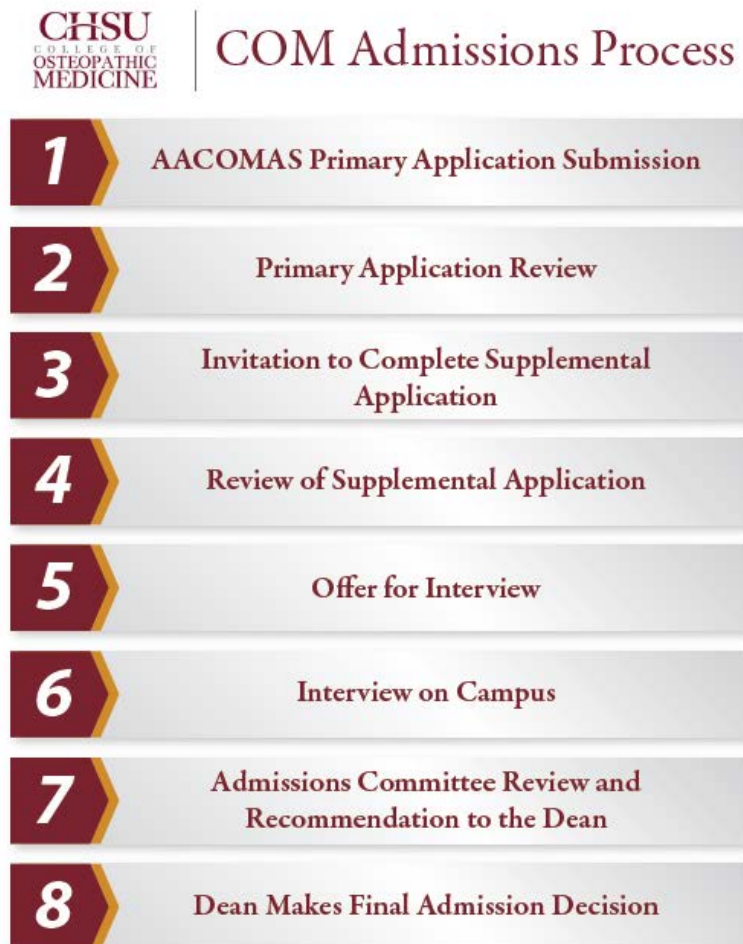 CHSU
COLLEGE OF
OSTEOPATHIC
MEDICINE
COM Admissions Process
1
AACOMAS Primary Application Submission
2
Primary Application Review
3
Invitation to Complete Supplemental
Application
4
Review of Supplemental Application
5
Offer for Interview
6
Interview on Campus
7
Admissions Committee Review and
Recommendation to the Dean
8
Dean Makes Final Admission Decision